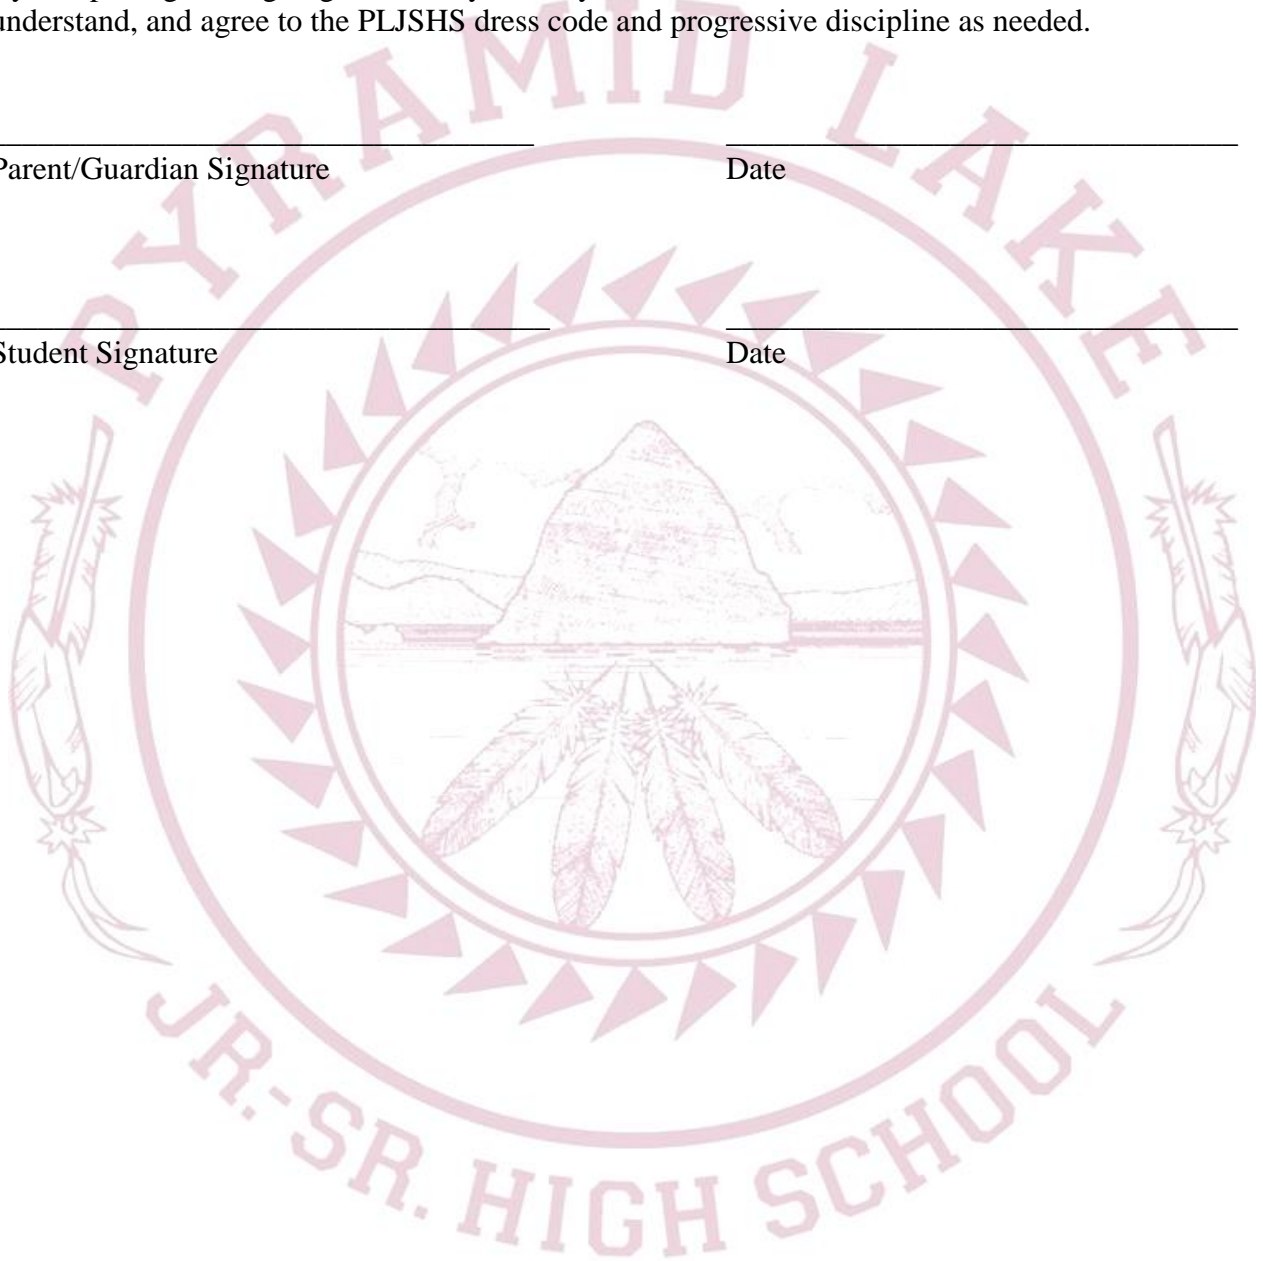 understand, and agree to the PLJSHS dress code and progressive discipline as needed.
Parent/Guardian Signature Date
Student Signature Date
PYRAMID LAKE
JR.-SR. HIGH SCHOOL